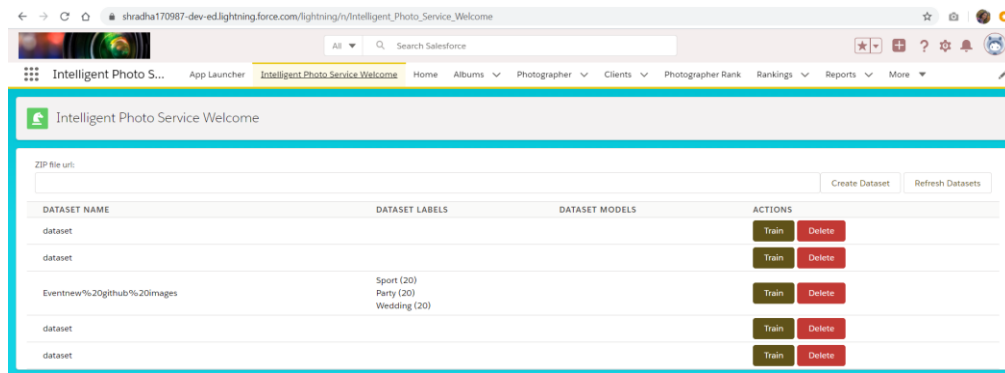 shradha170987-dev-ed.lightning.force.com/lightning/n/Intelligent_Photo_Service_Welcome
All Search Salesforce
Intelligent Photo S... App Launcher Intelligent Photo Service Welcome Home Albums Photographer Clients Photographer Rank Rankings Reports More
Intelligent Photo Service Welcome
ZIP file url:
Create Dataset Refresh Datasets
DATASET NAME DATASET LABELS DATASET MODELS ACTIONS
dataset Train Delete
dataset Train Delete
Sport (20)
Eventnew%20github%20images Party (20) Train Delete
Wedding (20)
dataset Train Delete
dataset Train Delete